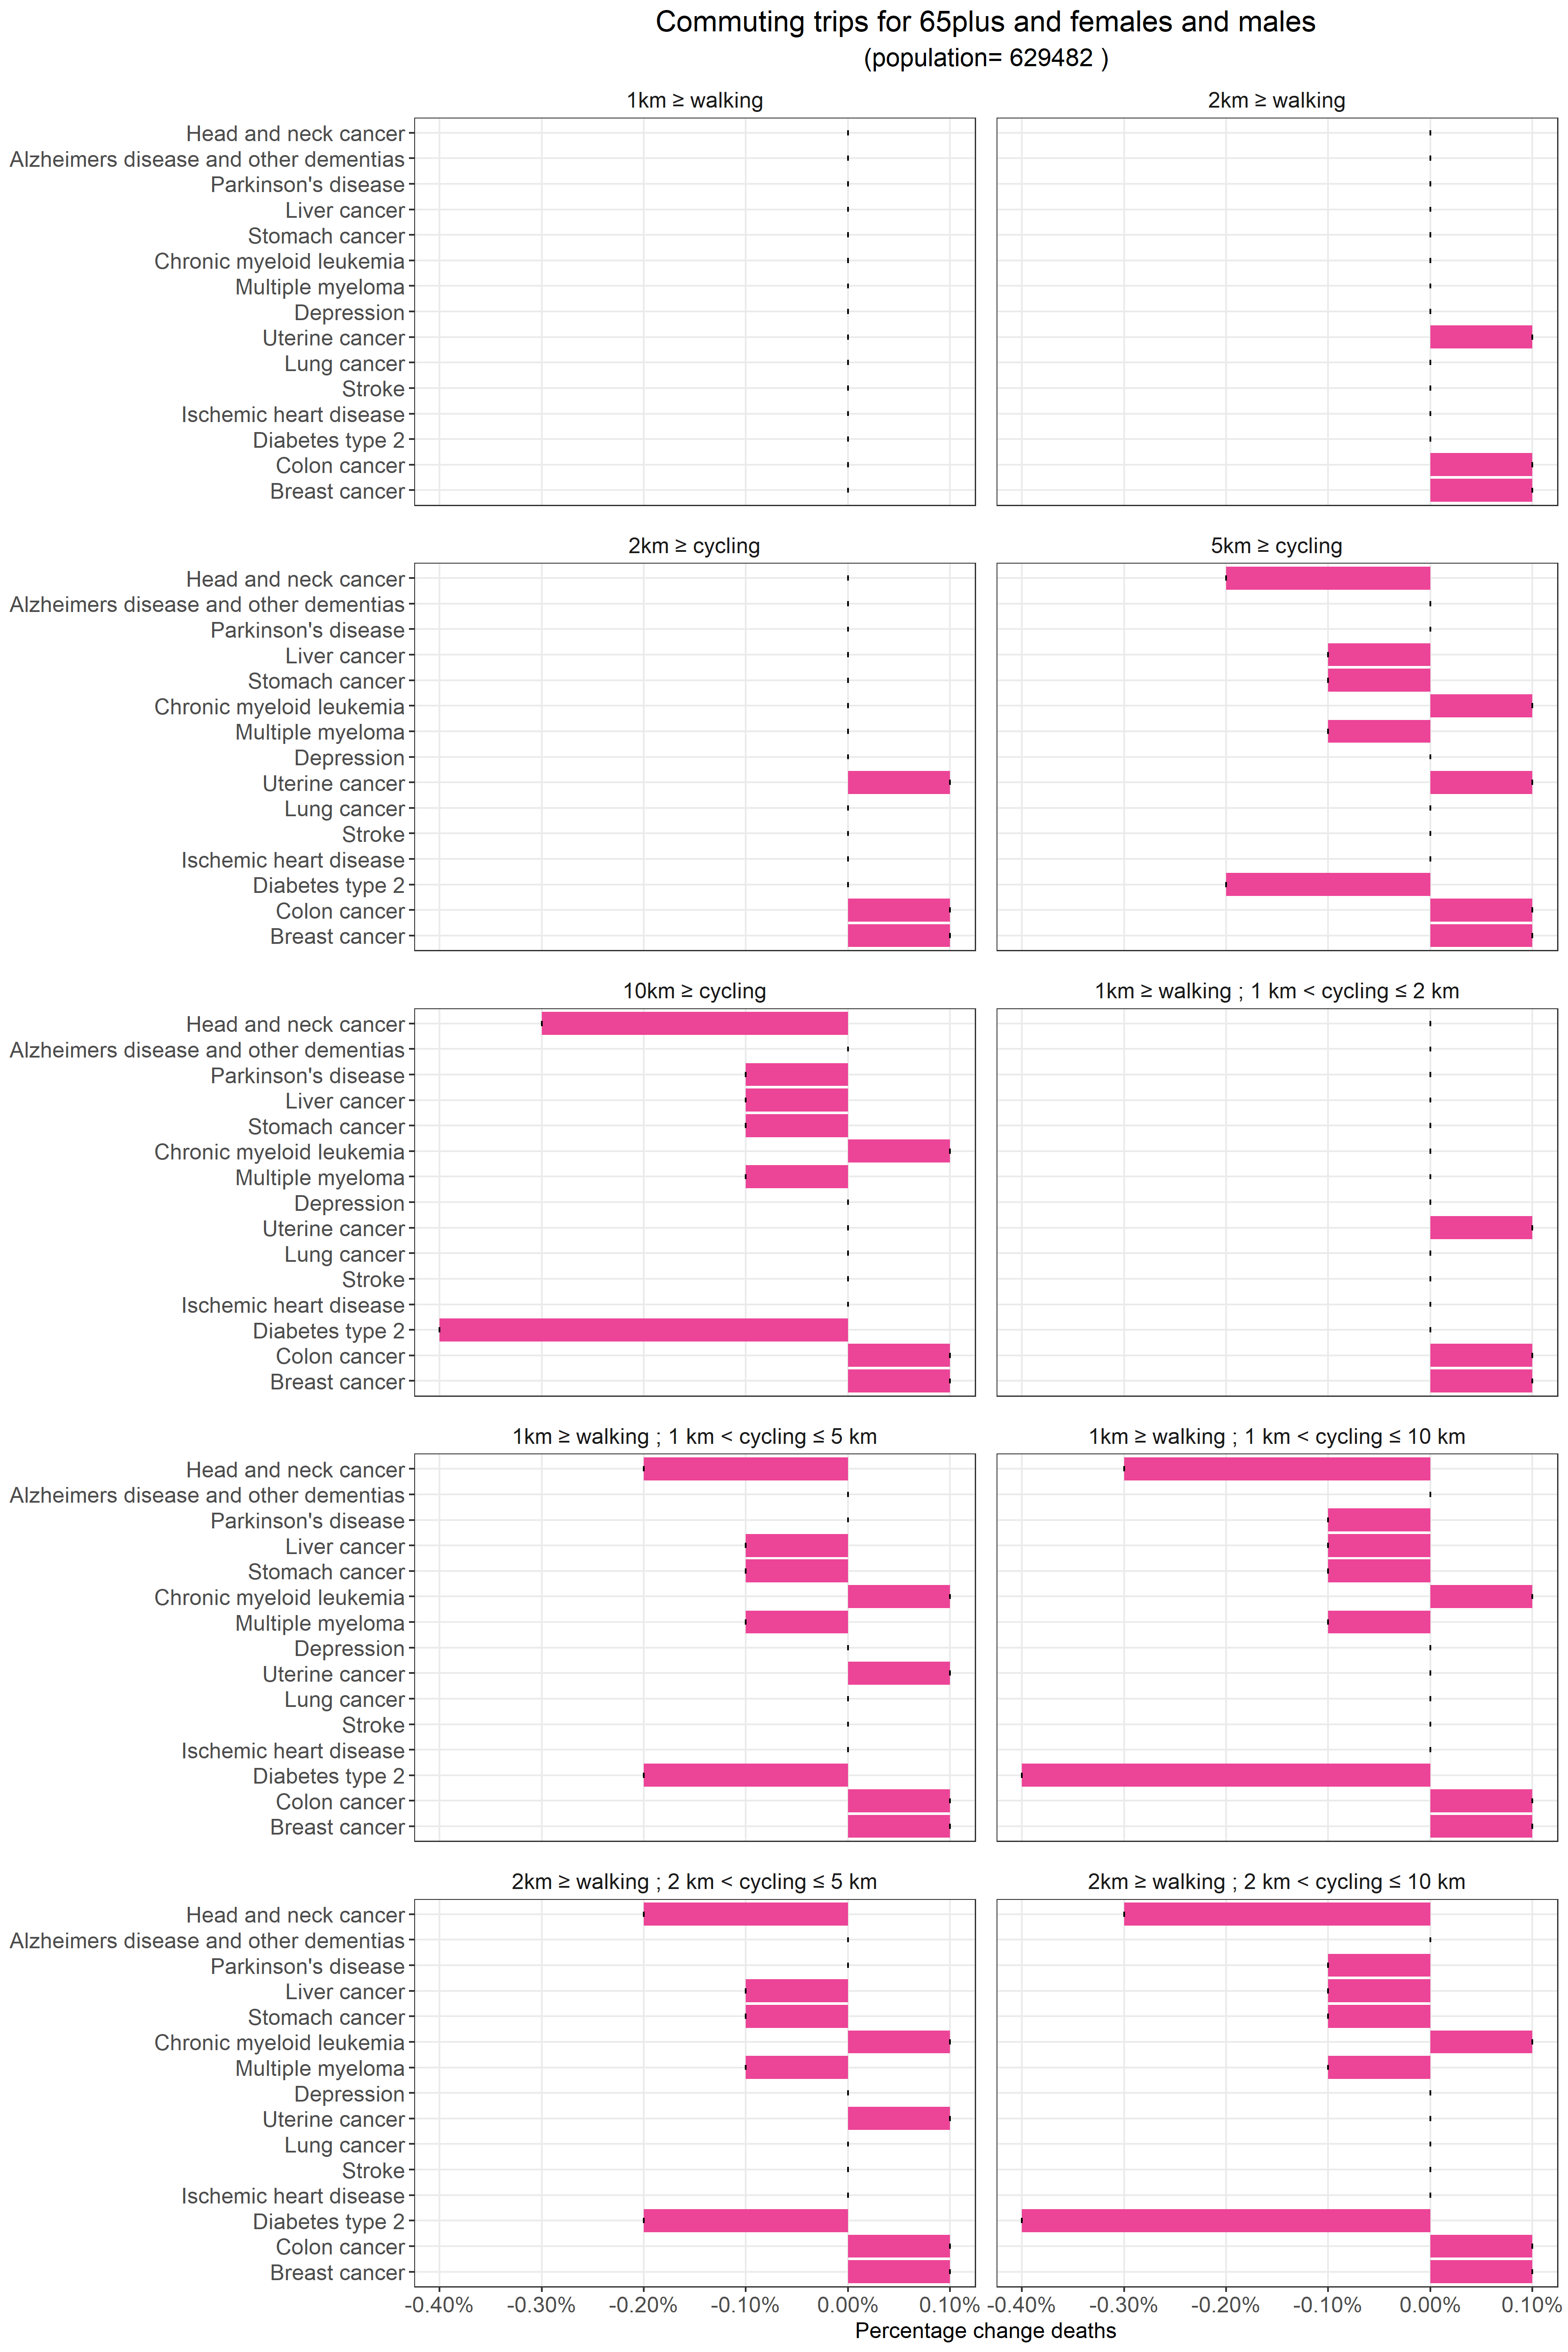 Commuting trips for 65plus and females and males
(population= 629482 )
1km ≥ walking
2km ≥ walking
Head and neck cancer
Alzheimers disease and other dementias
Parkinson's disease
Liver cancer
Stomach cancer
Chronic myeloid leukemia
Multiple myeloma
Depression
Uterine cancer
Lung cancer
Stroke
Ischemic heart disease
Diabetes type 2
Colon cancer
Breast cancer
2km ≥ cycling
5km ≥ cycling
Head and neck cancer
Alzheimers disease and other dementias
Parkinson's disease
Liver cancer
Stomach cancer
Chronic myeloid leukemia
Multiple myeloma
Depression
Uterine cancer
Lung cancer
Stroke
Ischemic heart disease
Diabetes type 2
Colon cancer
Breast cancer
10km ≥ cycling
1km ≥ walking ; 1 km < cycling ≤ 2 km
Head and neck cancer
Alzheimers disease and other dementias
Parkinson's disease
Liver cancer
Stomach cancer
Chronic myeloid leukemia
Multiple myeloma
Depression
Uterine cancer
Lung cancer
Stroke
Ischemic heart disease
Diabetes type 2
Colon cancer
Breast cancer
1km ≥ walking ; 1 km < cycling ≤ 5 km
1km ≥ walking ; 1 km < cycling ≤ 10 km
Head and neck cancer
Alzheimers disease and other dementias
Parkinson's disease
Liver cancer
Stomach cancer
Chronic myeloid leukemia
Multiple myeloma
Depression
Uterine cancer
Lung cancer
Stroke
Ischemic heart disease
Diabetes type 2
Colon cancer
Breast cancer
2km ≥ walking ; 2 km < cycling ≤ 5 km
2km ≥ walking ; 2 km < cycling ≤ 10 km
Head and neck cancer
Alzheimers disease and other dementias
Parkinson's disease
Liver cancer
Stomach cancer
Chronic myeloid leukemia
Multiple myeloma
Depression
Uterine cancer
Lung cancer
Stroke
Ischemic heart disease
Diabetes type 2
Colon cancer
Breast cancer
-0.40% -0.30% -0.20% -0.10% 0.00% 0.10%
-0.40% -0.30% -0.20% -0.10% 0.00% 0.10%
Percentage change deaths